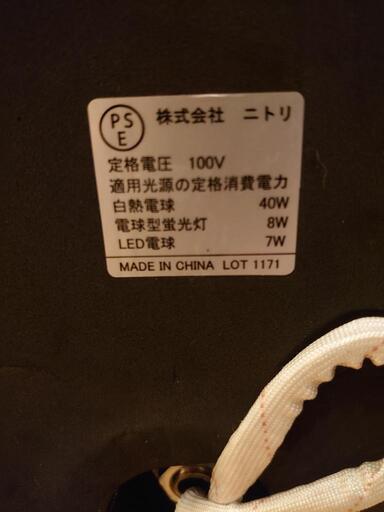 PS
E
株式会社 ニトリ
定格電圧 100V
適用光源の定格消費電力
白熱電球 40W
電球型蛍光灯 8W
LED電球 7W
MADE IN CHINA LOT 1171